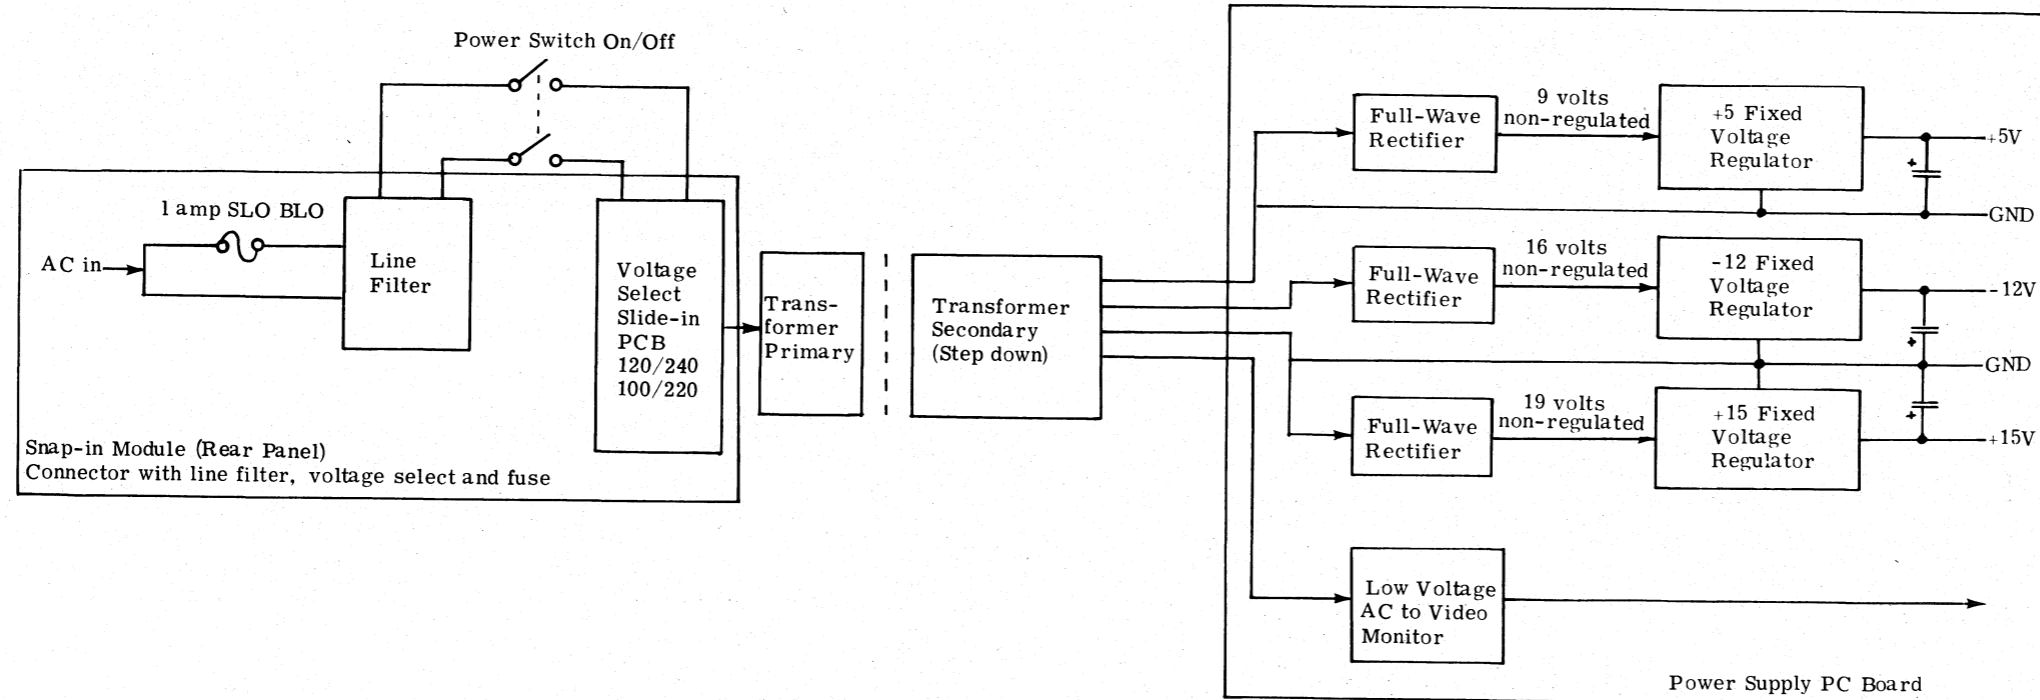 Power Switch On/Off
1 amp SLO BLO
AC in
Line
Filter
Voltage
Select
Slide-in
PCB
120/240
100/220
Snap-in Module (Rear Panel)
Connector with line filter, voltage select and fuse
Trans-
former
Primary
Transformer
Secondary
(Step down)
Full-Wave
Rectifier
9 volts
non-regulated
+5 Fixed
Voltage
Regulator
+
+5V
GND
Full-Wave
Rectifier
16 volts
non-regulated
-12 Fixed
Voltage
Regulator
-12V
+
GND
Full-Wave
Rectifier
19 volts
non-regulated
+15 Fixed
Voltage
Regulator
+
+15V
Low Voltage
AC to Video
Monitor
Power Supply PC Board